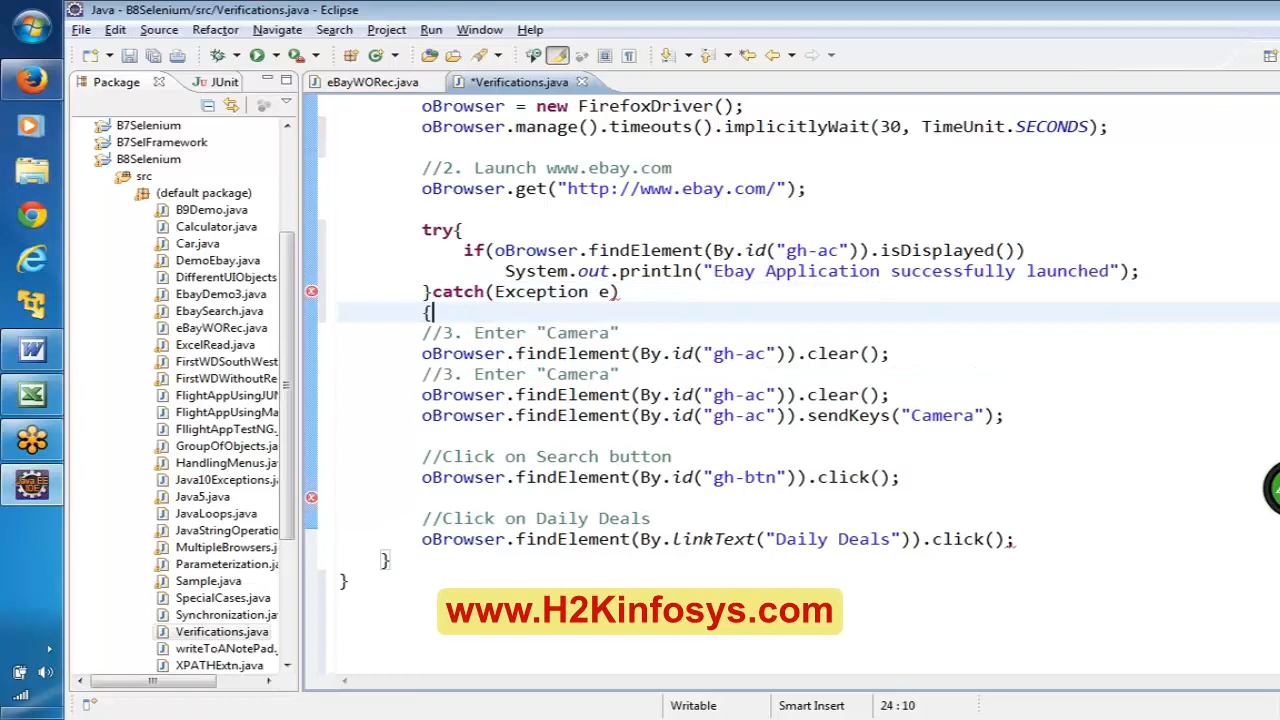 Java - B8Selenium/src/Verifications.java - Eclipse
File Edit Source Refactor Navigate Search Project Run Window Help
Package JUnit
eBayWORec.java
*Verifications.java
B7Selenium
B7SelFramework
B8Selenium
src
(default package)
B9Demo.java
Calculator.java
Car.java
DemoEbay.java
DifferentUIObjects
EbayDemo3.java
EbaySearch.java
eBayWORec.java
ExcelRead.java
FirstWDSouthWest
FirstWDWithoutRe
FlightAppUsingJUN
FlightAppUsingMa
FlIghtAppTestNG.
GroupOfObjects.ja
HandlingMenus.jav
Java10Exceptions.j
Java5.java
JavaLoops.java
JavaStringOperatio
MultipleBrowsers.j
Parameterization.j
Sample.java
SpecialCases.java
Synchronization.ja
Verifications.java
writeToANotePad.
XPATHExtn.java
oBrowser = new FirefoxDriver();
oBrowser.manage().timeouts().implicitlyWait(30, TimeUnit.SECONDS);
//2. Launch www.ebay.com
oBrowser.get("http://www.ebay.com/");
try{
if(oBrowser.findElement(By.id("gh-ac")).isDisplayed())
System.out.println("Ebay Application successfully launched");
}catch(Exception e)
{
//3. Enter "Camera"
oBrowser.findElement(By.id("gh-ac")).clear();
//3. Enter "Camera"
oBrowser.findElement(By.id("gh-ac")).clear();
oBrowser.findElement(By.id("gh-ac")).sendKeys("Camera");
//Click on Search button
oBrowser.findElement(By.id("gh-btn")).click();
//Click on Daily Deals
oBrowser.findElement(By.linkText("Daily Deals")).click();
}
}
www.H2Kinfosys.com
Writable Smart Insert 24 : 10